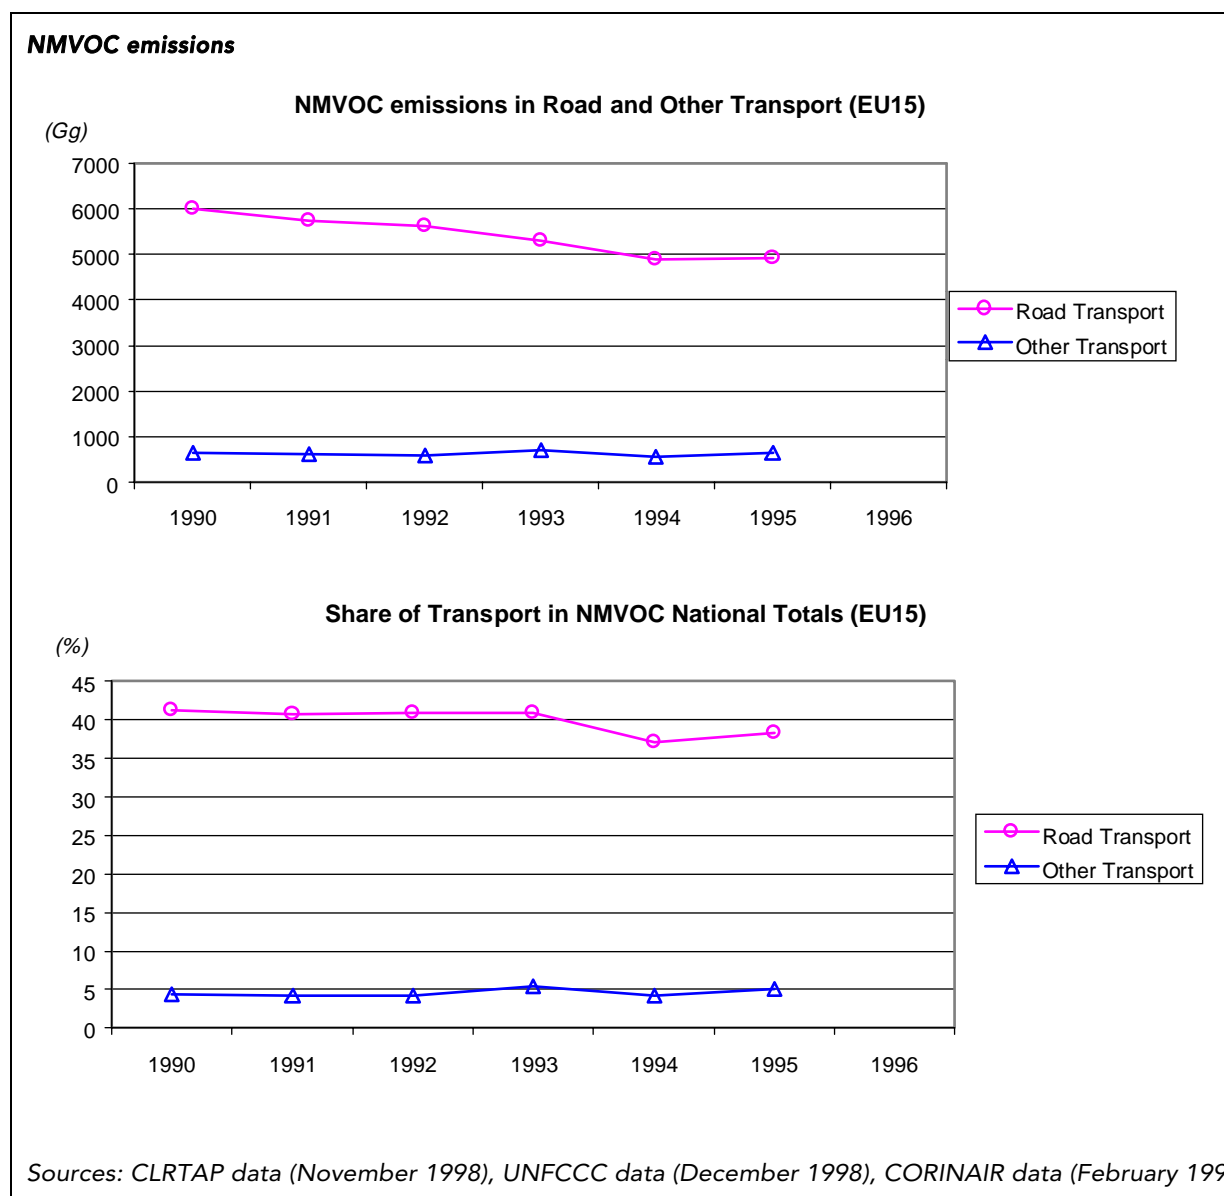 NMVOC emissions
NMVOC emissions in Road and Other Transport (EU15)
(Gg)
7000
6000
5000
4000
3000
2000
1000
0
1990 1991 1992 1993 1994 1995 1996
Road Transport
Other Transport
Share of Transport in NMVOC National Totals (EU15)
(%)
45
40
35
30
25
20
15
10
5
0
1990 1991 1992 1993 1994 1995 1996
Road Transport
Other Transport
Sources: CLRTAP data (November 1998), UNFCCC data (December 1998), CORINAIR data (February